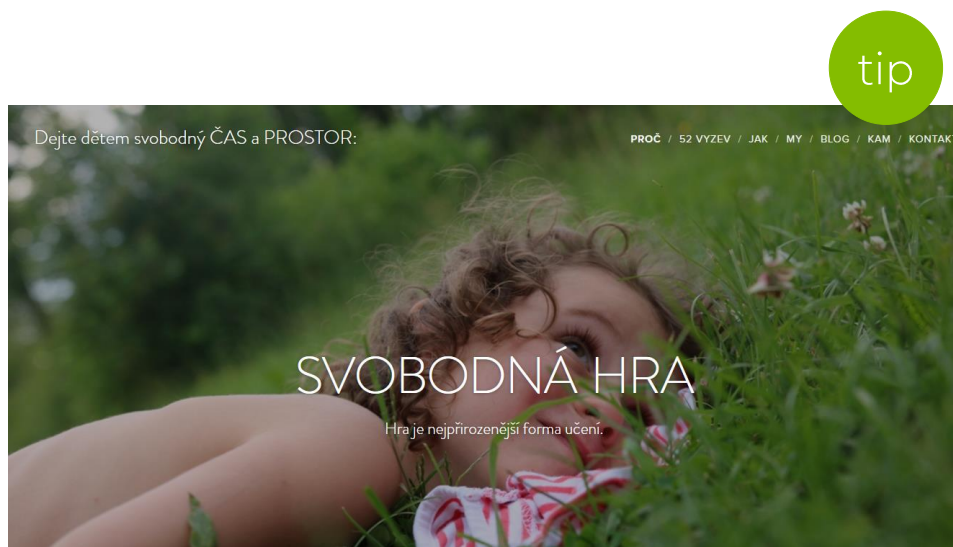 tip
Dejte dětem svobodný ČAS a PROSTOR:
PROČ / 52 VYZEV / JAK / MY / BLOG / KAM / KONTAKT
SVOBODNÁ HRA
Hra je nejpřirozenější forma učení.